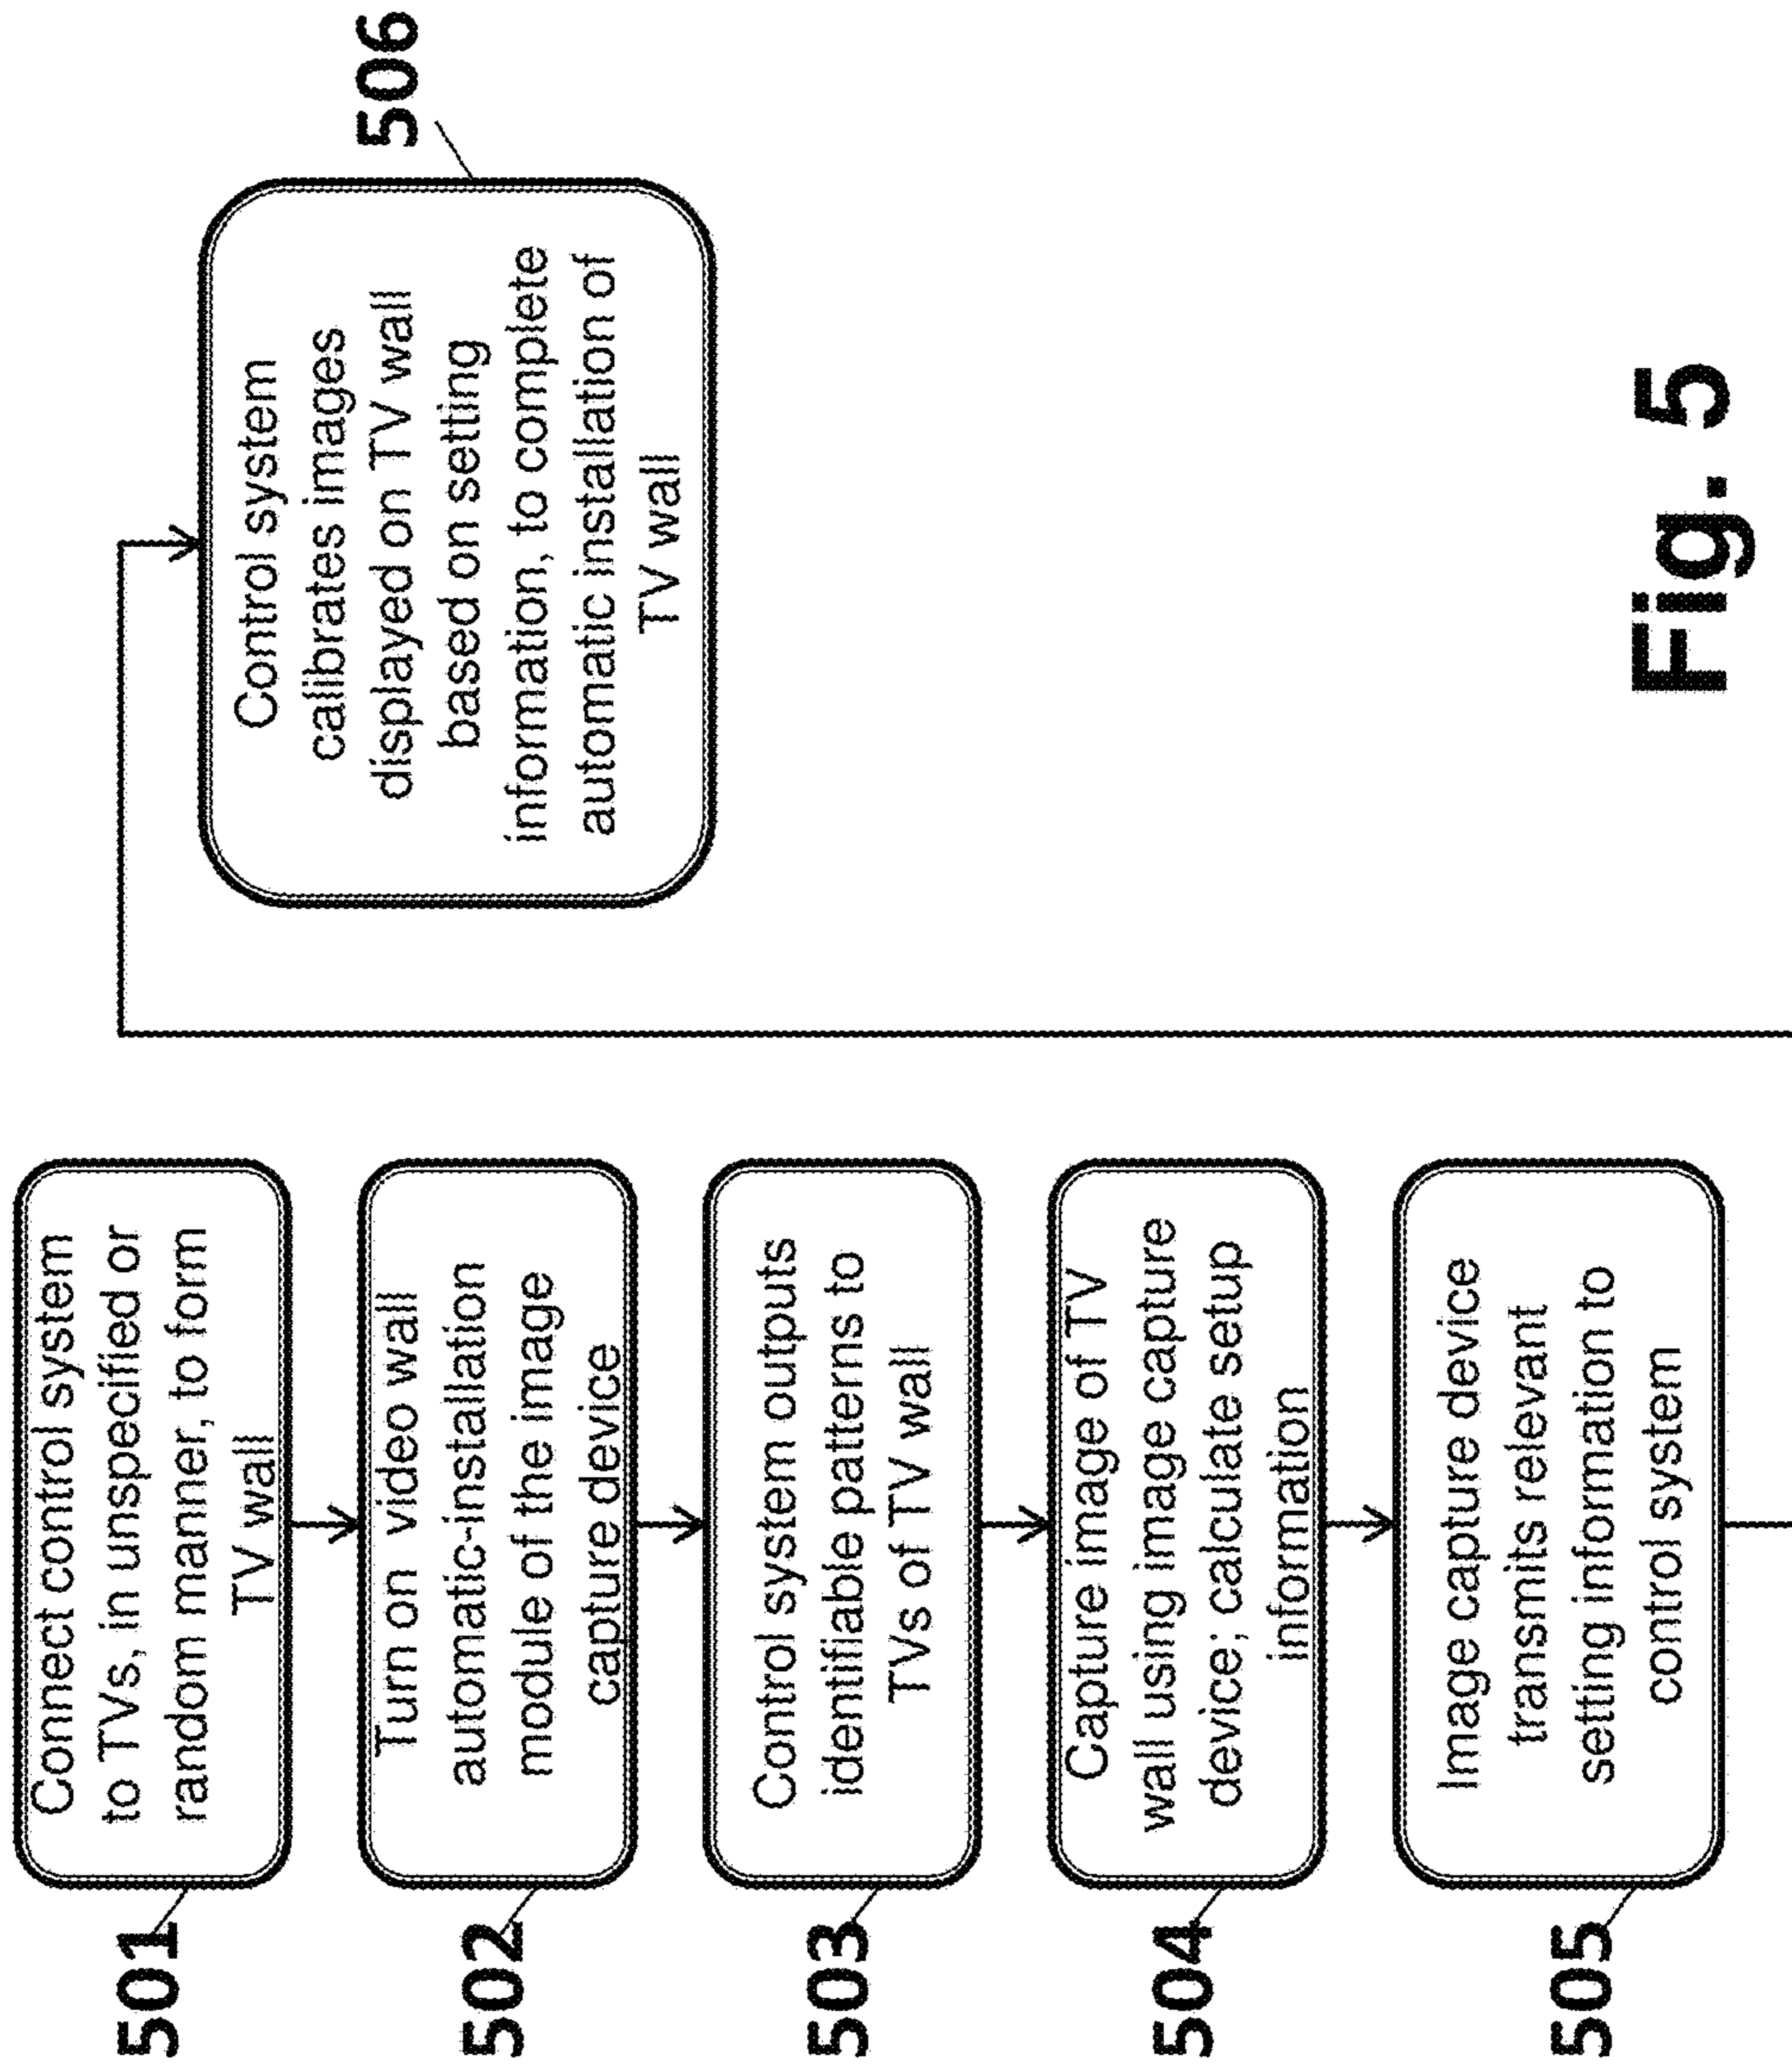 501
Connect control system
to TVs, in unspecified or
random manner, to form
TV wall
502
Turn on video wall
automatic-installation
module of the image
capture device
503
Control system outputs
identifiable patterns to
TVs of TV wall
504
Capture image of TV
wall using image capture
device; calculate setup
information
505
Image capture device
transmits relevant
setting information to
control system
506
Control system
calibrates images
displayed on TV wall
based on setting
information, to complete
automatic installation of
TV wall
Fig. 5